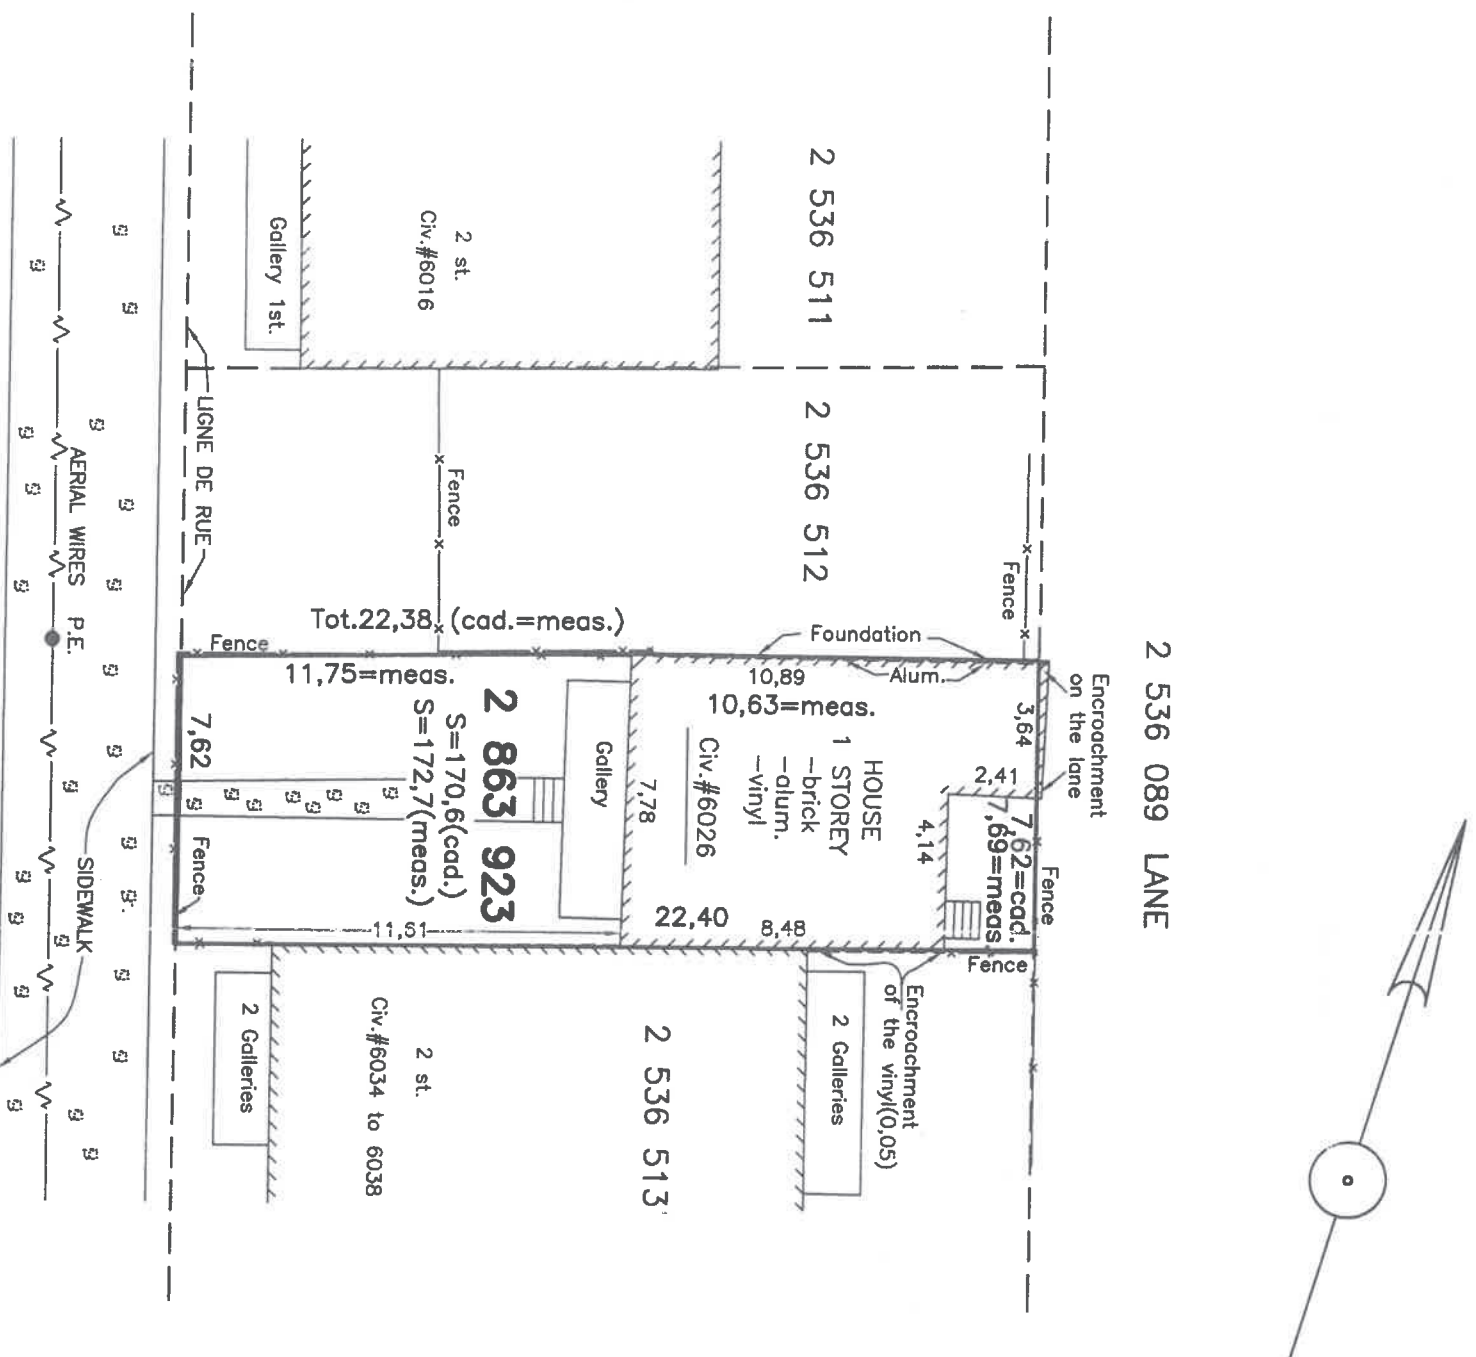 2 536 089 LANE
2 536 511
2 st.
Civ.#6016
Gallery 1st.
2 536 512
Fence
Fence
LIGNE DE RUE
AERIAL WIRES P.E.
Tot.22,38 (cad.=meas.)
Fence
11,75=meas.
Foundation
Alum.
10,89
10,63=meas.
Encroachment
on the lane
3,64
2,41
7,62=cad.
7,69=meas.
Fence
4,14
HOUSE
1 STOREY
-brick
-alum.
-vinyl
Civ.#6026
7,78
Gallery
2 863 923
S=170,6(cad.)
S=172,7(meas.)
7,62
Fence
11,61
22,40
8,48
Fence
SIDEWALK
Encroachment
of the vinyl(0,05)
2 Galleries
2 536 513
2 st.
Civ.#6034 to 6038
2 Galleries